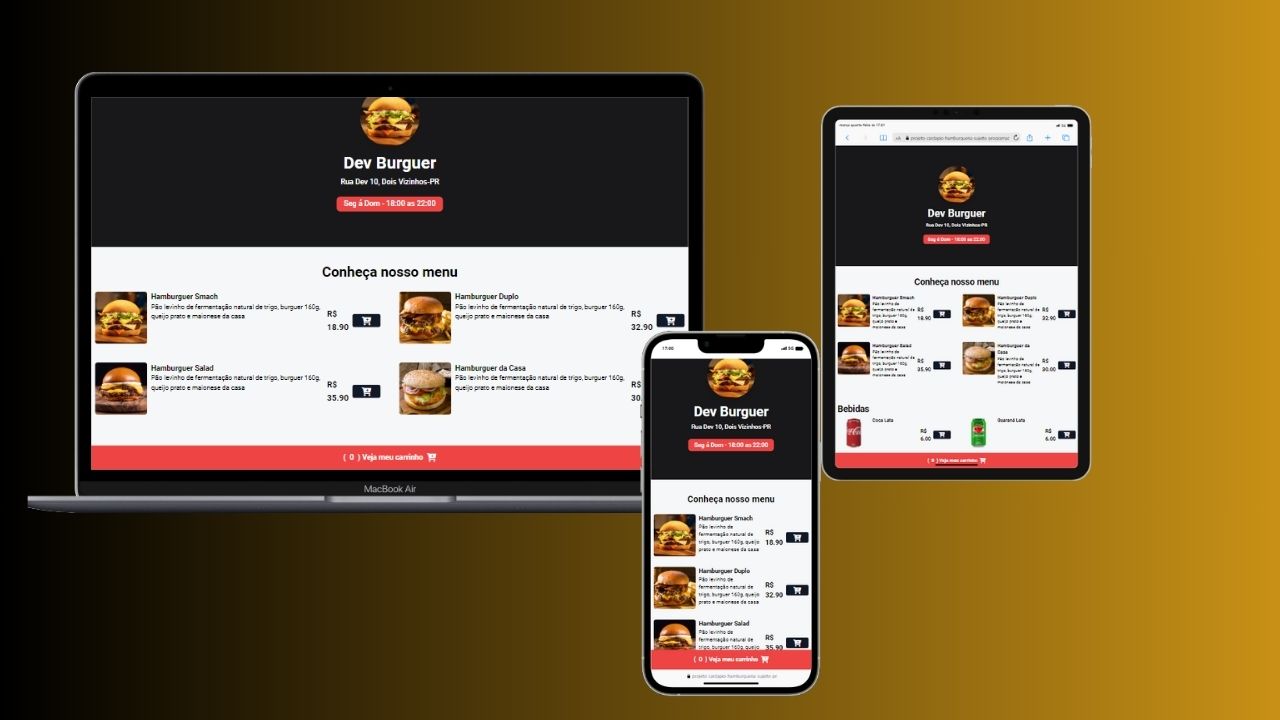 Dev Burguer
Rua Dev 10, Dois Vizinhos-PR
Seg á Dom - 18:00 as 22:00
Conheça nosso menu
Hamburguer Smach
Pão levinho de fermentação natural de trigo, burguer 160g,
queijo prato e maionese da casa
R$
18.90
Hamburguer Duplo
Pão levinho de fermentação natural de trigo, burguer 160g,
queijo prato e maionese da casa
R$
32.90
Hamburguer Salad
Pão levinho de fermentação natural de trigo, burguer 160g,
queijo prato e maionese da casa
R$
35.90
Hamburguer da Casa
Pão levinho de fermentação natural de trigo, burguer 160g,
queijo prato e maionese da casa
R$
30.
( 0 ) Veja meu carrinho
MacBook Air
Dev Burguer
Rua Dev 10, Dois Vizinhos-PR
Seg á Dom - 18:00 as 22:00
Conheça nosso menu
Hamburguer Smach
Pão levinho de
fermentação natural de
trigo, burguer 160g,
queijo prato e
maionese da casa
R$
18.90
Hamburguer Duplo
Pão levinho de
fermentação natural de
trigo, burguer 160g,
queijo prato e
maionese da casa
R$
32.90
Hamburguer Salad
Pão levinho de
fermentação natural de
trigo, burguer 160g,
queijo prato e
maionese da casa
R$
35.90
Hamburguer da
Casa
Pão levinho de
fermentação natural de
trigo, burguer 160g,
queijo prato e
maionese da casa
R$
30.00
Bebidas
Coca Lata
R$
6.00
Guaraná Lata
R$
6.00
( 0 ) Veja meu carrinho
17:00
5G
Dev Burguer
Rua Dev 10, Dois Vizinhos-PR
Seg á Dom - 18:00 as 22:00
Conheça nosso menu
Hamburguer Smach
Pão levinho de
fermentação natural de
trigo, burguer 160g, queijo
prato e maionese da casa
R$
18.90
Hamburguer Duplo
Pão levinho de
fermentação natural de
trigo, burguer 160g, queijo
prato e maionese da casa
R$
32.90
Hamburguer Salad
Pão levinho de
fermentação natural de
trigo, burguer 160g, queijo
R$
35.90
( 0 ) Veja meu carrinho